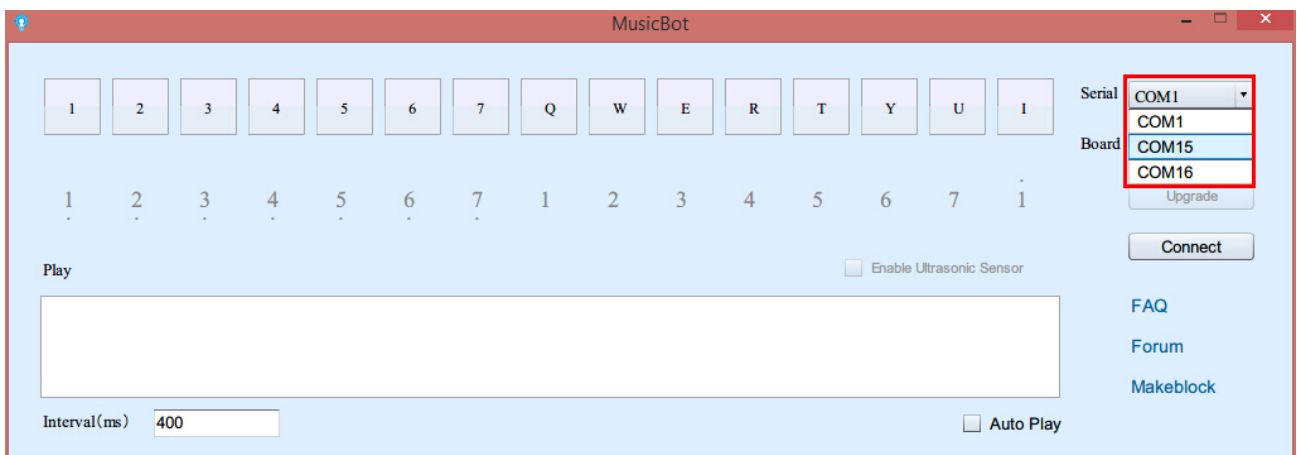 MusicBot
1 2 3 4 5 6 7 Q W E R T Y U I
Serial COM1
COM1
Board COM15
COM16
1 2 3 4 5 6 7 1 2 3 4 5 6 7 1
Upgrade
Connect
Play Enable Ultrasonic Sensor
FAQ
Forum
Makeblock
Interval(ms) 400 Auto Play